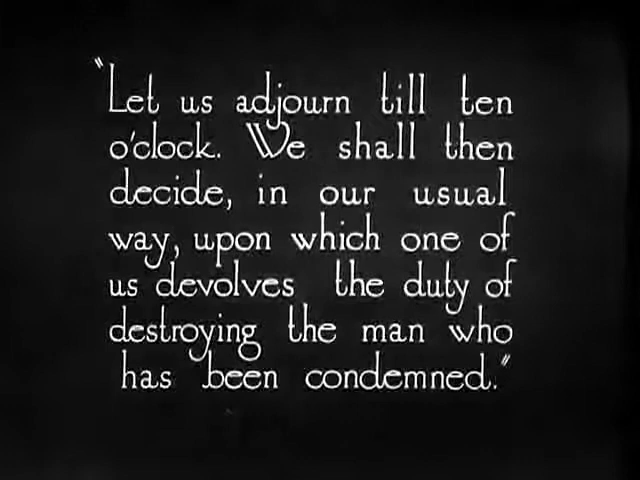 "Let us adjourn till ten
o'clock. We shall then
decide, in our usual
way, upon which one of
us devolves the duty of
destroying the man who
has been condemned."